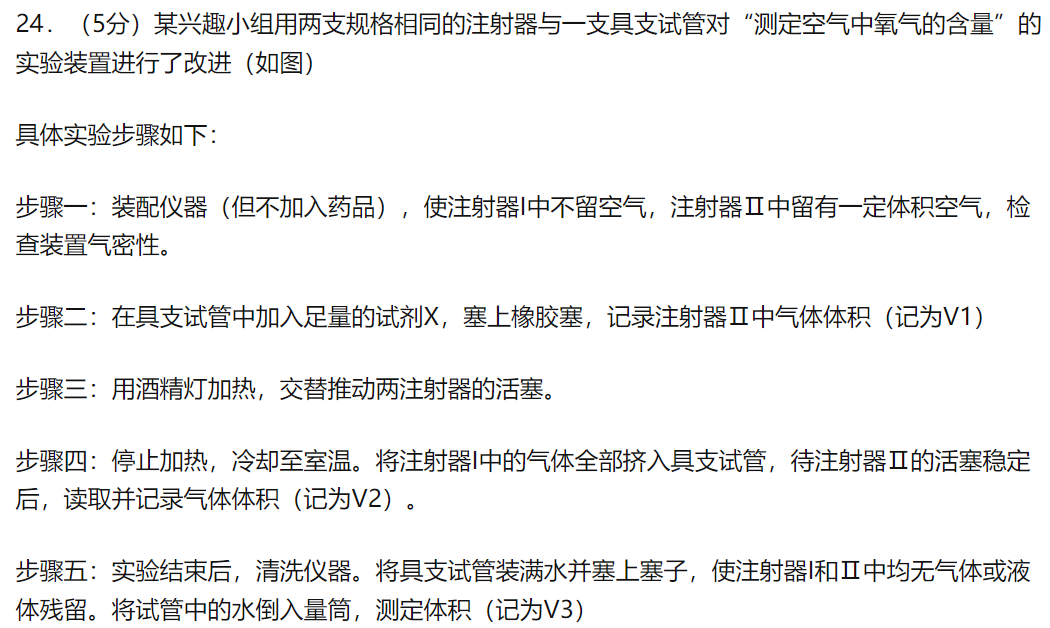 24．（5分）某兴趣小组用两支规格相同的注射器与一支具支试管对“测定空气中氧气的含量”的
实验装置进行了改进（如图）
具体实验步骤如下：
步骤一：装配仪器（但不加入药品），使注射器Ⅰ中不留空气，注射器Ⅱ中留有一定体积空气，检
查装置气密性。
步骤二：在具支试管中加入足量的试剂X，塞上橡胶塞，记录注射器Ⅱ中气体体积（记为V1）
步骤三：用酒精灯加热，交替推动两注射器的活塞。
步骤四：停止加热，冷却至室温。将注射器Ⅰ中的气体全部挤入具支试管，待注射器Ⅱ的活塞稳定
后，读取并记录气体体积（记为V2）。
步骤五：实验结束后，清洗仪器。将具支试管装满水并塞上塞子，使注射器Ⅰ和Ⅱ中均无气体或液
体残留。将试管中的水倒入量筒，测定体积（记为V3）